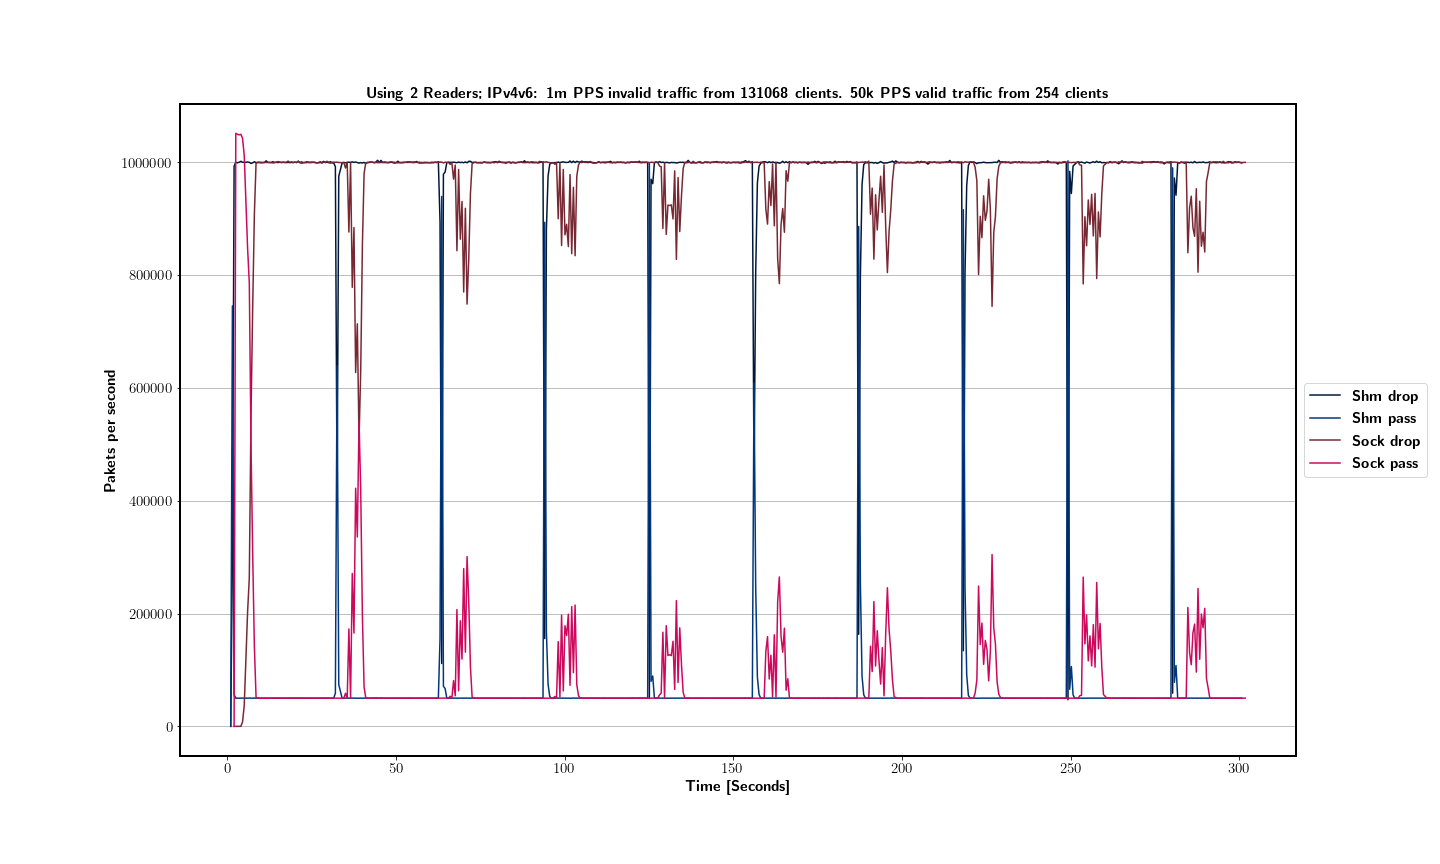 Using 2 Readers; IPv4v6: 1m PPS invalid traffic from 131068 clients. 50k PPS valid traffic from 254 clients
1000000
800000
600000
400000
200000
0
Pakets per second
0 50 100 150 200 250 300
Time [Seconds]
Shm drop
Shm pass
Sock drop
Sock pass